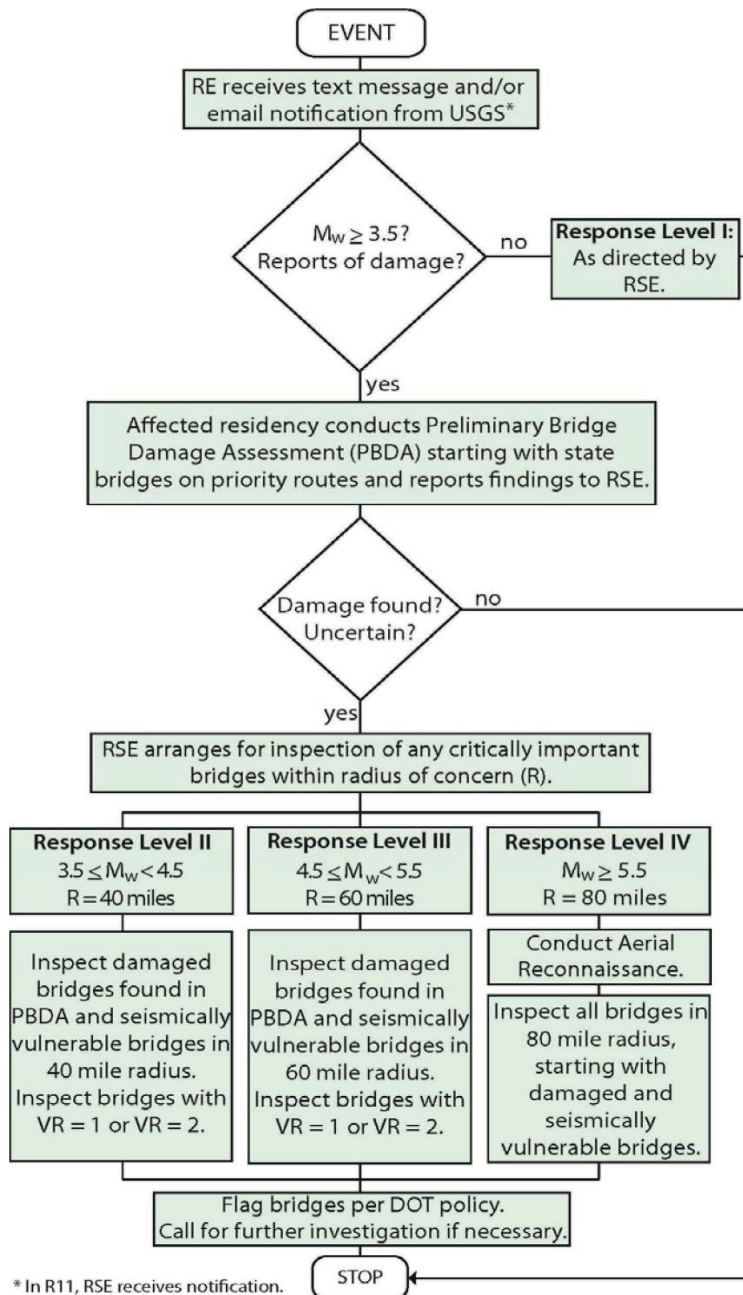 EVENT
RE receives text message and/or
email notification from USGS*
Mw ≥ 3.5?
Reports of damage?
no
Response Level I:
As directed by
RSE.
yes
Affected residency conducts Preliminary Bridge
Damage Assessment (PBDA) starting with state
bridges on priority routes and reports findings to RSE.
Damage found?
Uncertain?
no
yes
RSE arranges for inspection of any critically important
bridges within radius of concern (R).
Response Level II
3.5 ≤ Mw < 4.5
R = 40 miles
Inspect damaged
bridges found in
PBDA and seismically
vulnerable bridges in
40 mile radius.
Inspect bridges with
VR = 1 or VR = 2.
Response Level III
4.5 ≤ Mw < 5.5
R = 60 miles
Inspect damaged
bridges found in
PBDA and seismically
vulnerable bridges in
60 mile radius.
Inspect bridges with
VR = 1 or VR = 2.
Response Level IV
Mw ≥ 5.5
R = 80 miles
Conduct Aerial
Reconnaissance.
Inspect all bridges in
80 mile radius,
starting with
damaged and
seismically
vulnerable bridges.
Flag bridges per DOT policy.
Call for further investigation if necessary.
STOP
* In R11, RSE receives notification.